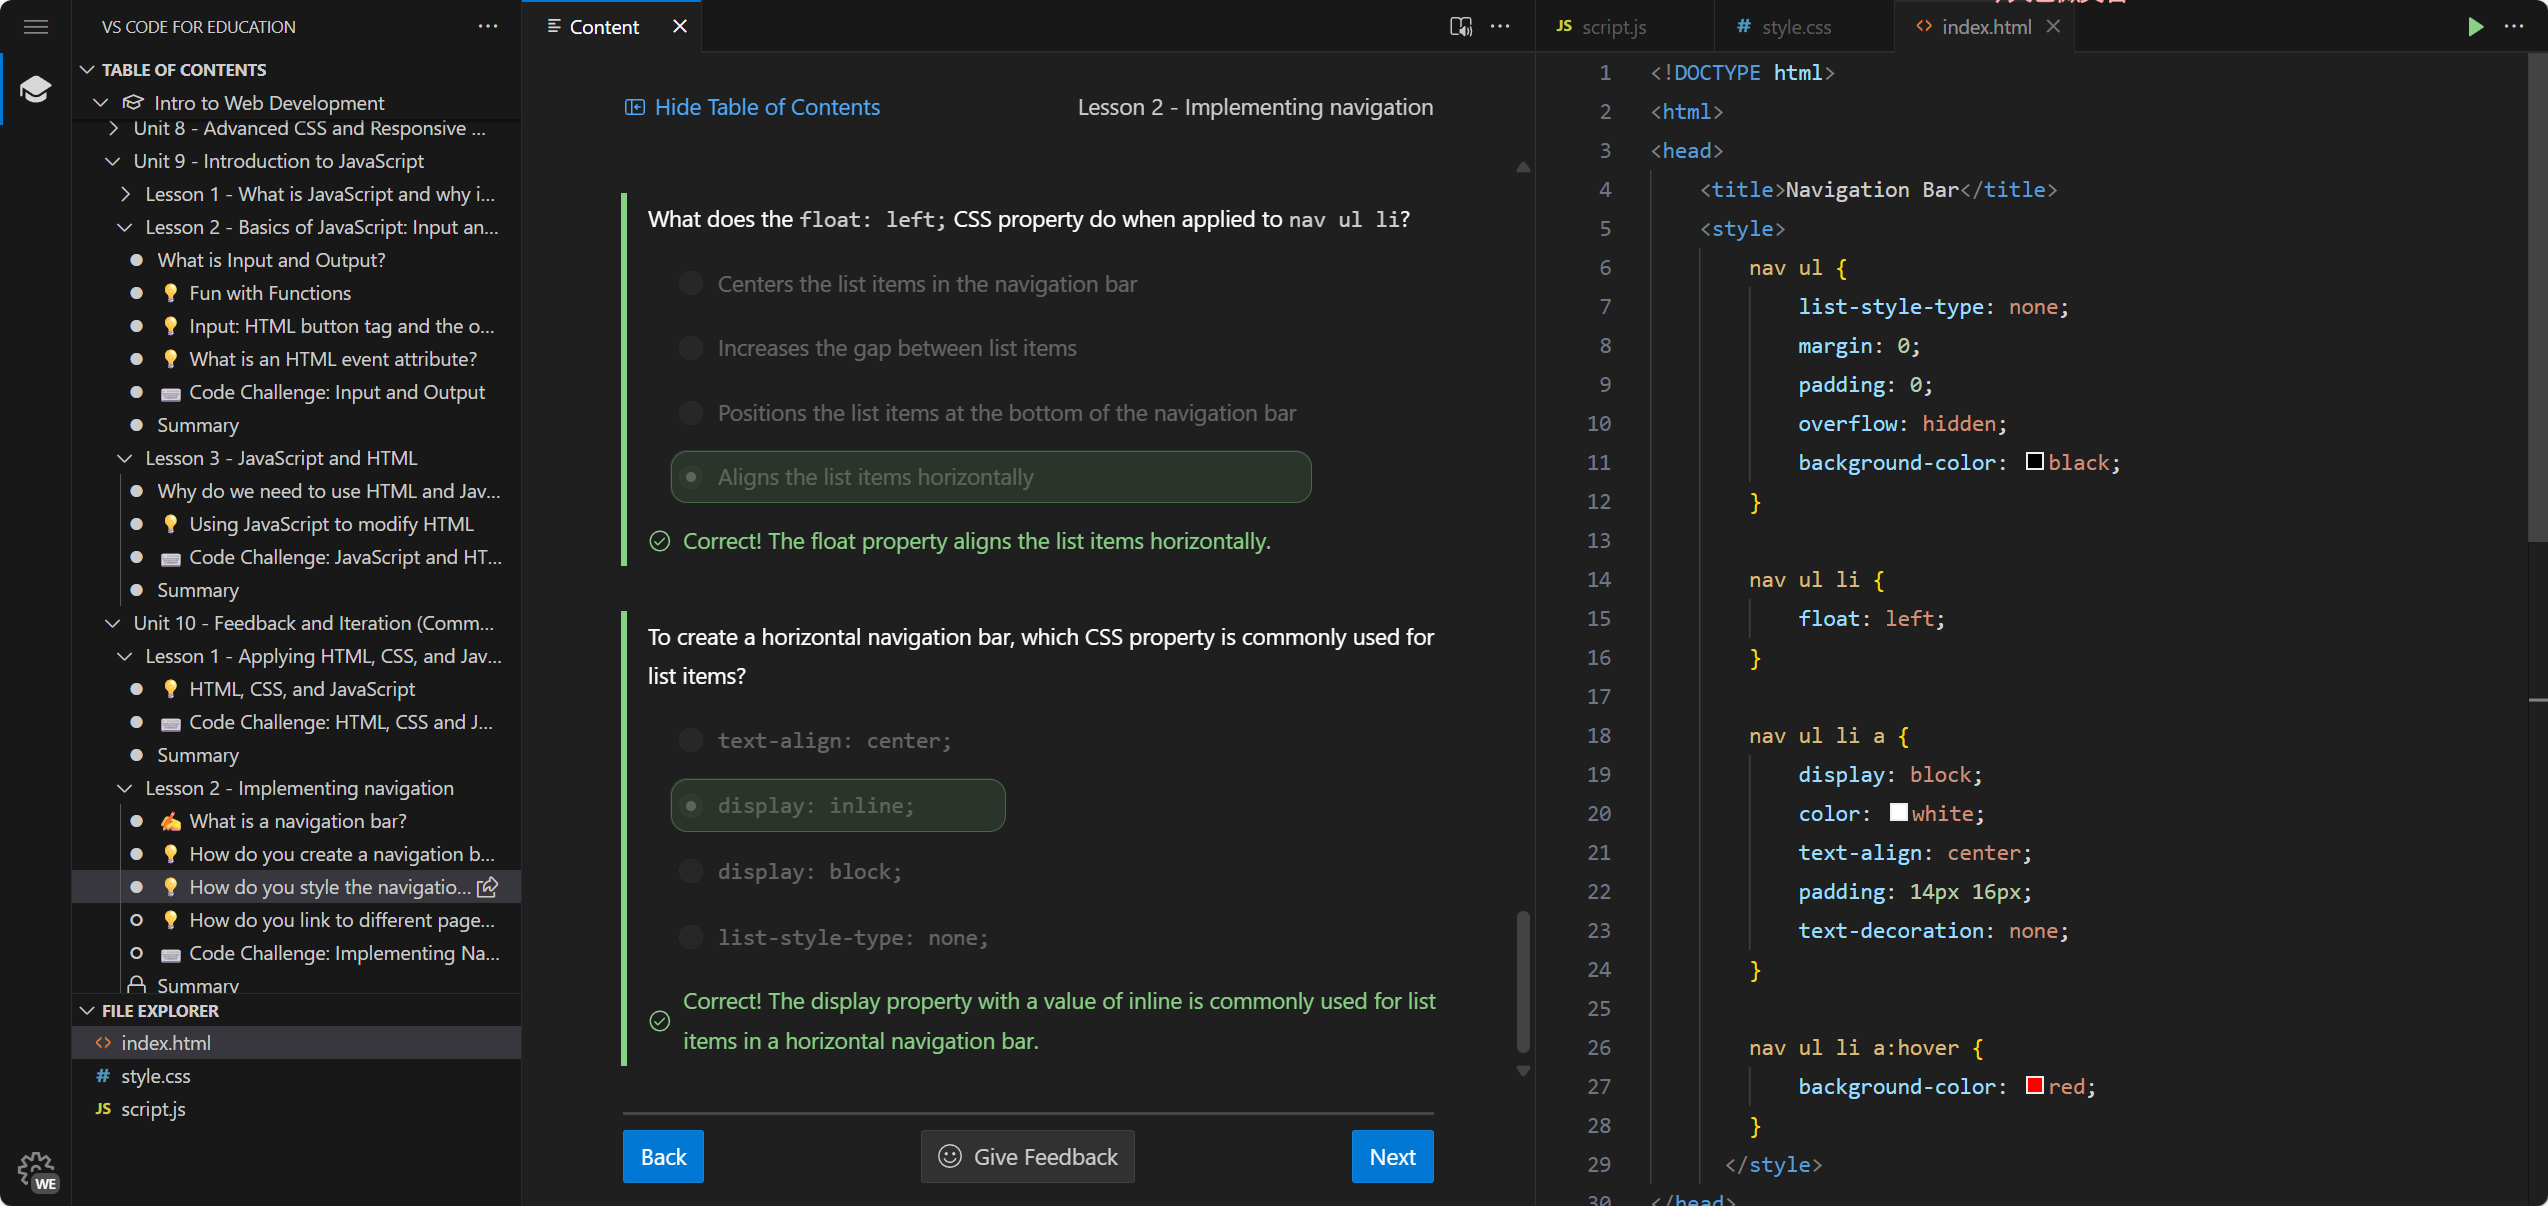 VS CODE FOR EDUCATION
TABLE OF CONTENTS
Intro to Web Development
Unit 8 - Advanced CSS and Responsive ...
Unit 9 - Introduction to JavaScript
Lesson 1 - What is JavaScript and why i...
Lesson 2 - Basics of JavaScript: Input an...
What is Input and Output?
Fun with Functions
Input: HTML button tag and the o...
What is an HTML event attribute?
Code Challenge: Input and Output
Summary
Lesson 3 - JavaScript and HTML
Why do we need to use HTML and Jav...
Using JavaScript to modify HTML
Code Challenge: JavaScript and HT...
Summary
Unit 10 - Feedback and Iteration (Comm...
Lesson 1 - Applying HTML, CSS, and Jav...
HTML, CSS, and JavaScript
Code Challenge: HTML, CSS and J...
Summary
Lesson 2 - Implementing navigation
What is a navigation bar?
How do you create a navigation b...
How do you style the navigatio...
How do you link to different page...
Code Challenge: Implementing Na...
Summary
FILE EXPLORER
index.html
style.css
JS script.js
WE
Content
Hide Table of Contents
Lesson 2 - Implementing navigation
What does the float: left; CSS property do when applied to nav ul li?
Centers the list items in the navigation bar
Increases the gap between list items
Positions the list items at the bottom of the navigation bar
Aligns the list items horizontally
Correct! The float property aligns the list items horizontally.
To create a horizontal navigation bar, which CSS property is commonly used for
list items?
text-align: center;
display: inline;
display: block;
list-style-type: none;
Correct! The display property with a value of inline is commonly used for list
items in a horizontal navigation bar.
Back
Give Feedback
Next
JS script.js
# style.css
<> index.html
1 <!DOCTYPE html>
2 <html>
3 <head>
4 <title>Navigation Bar</title>
5 <style>
6 nav ul {
7 list-style-type: none;
8 margin: 0;
9 padding: 0;
10 overflow: hidden;
11 background-color: black;
12 }
13
14 nav ul li {
15 float: left;
16 }
17
18 nav ul li a {
19 display: block;
20 color: white;
21 text-align: center;
22 padding: 14px 16px;
23 text-decoration: none;
24 }
25
26 nav ul li a:hover {
27 background-color: red;
28 }
29 </style>
30 </head>